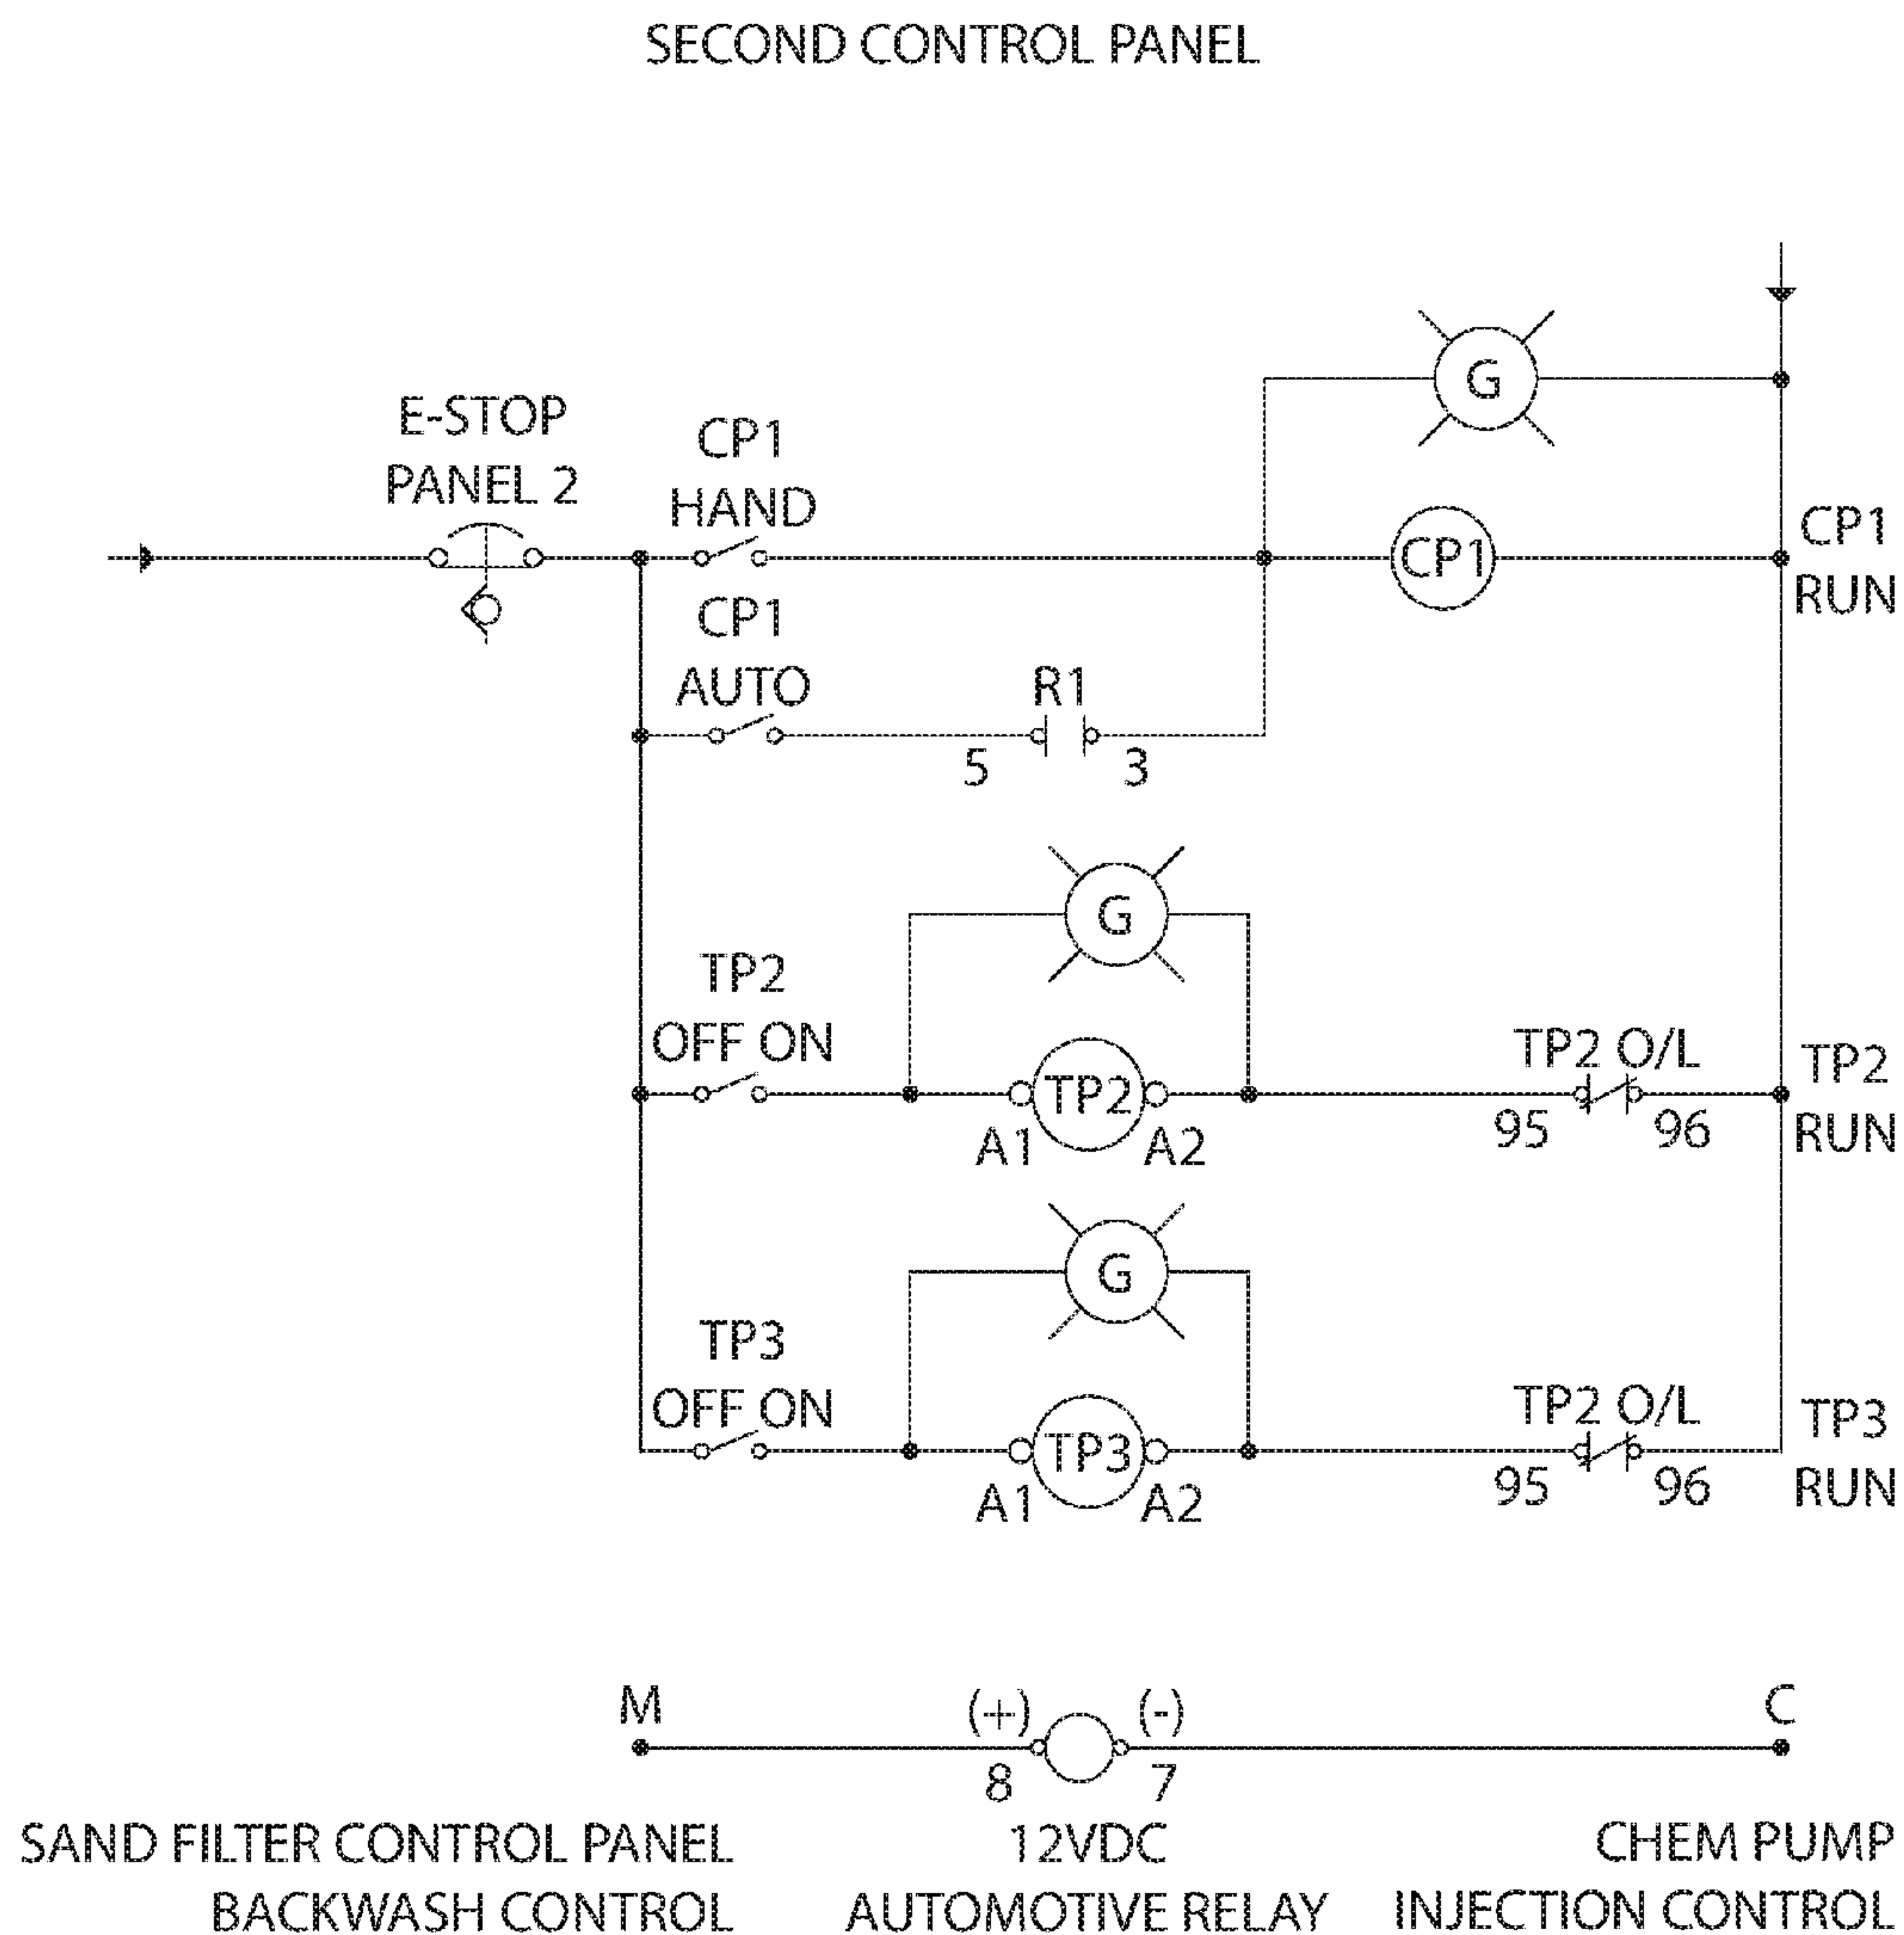 SECOND CONTROL PANEL
G
E-STOP
PANEL 2
CP1
HAND
CP1
CP1
RUN
CP1
AUTO
R1
5
3
G
TP2
OFF ON
TP2
A1
A2
TP2 O/L
95
96
TP2
RUN
G
TP3
OFF ON
TP3
A1
A2
TP2 O/L
95
96
TP3
RUN
M
(+)
(-)
C
8
7
SAND FILTER CONTROL PANEL
BACKWASH CONTROL
12VDC
AUTOMOTIVE RELAY
CHEM PUMP
INJECTION CONTROL